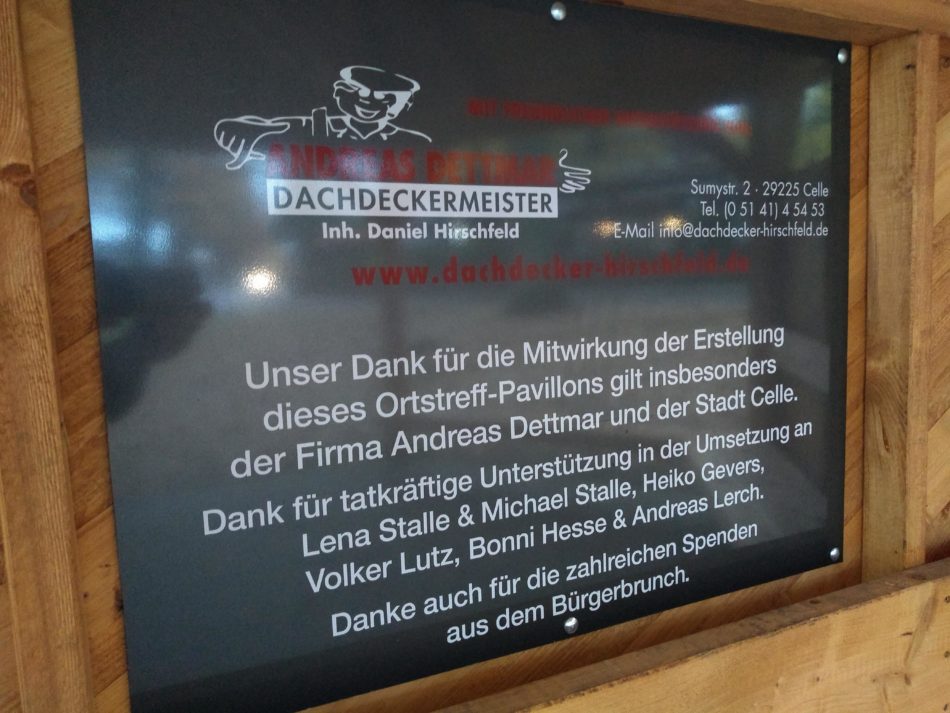 MIT FREUNDLICHER
ANDREAS DETTMAR
DACHDECKERMEISTER
Inh. Daniel Hirschfeld
Sumystr. 2 - 29225 Celle
Tel. (0 51 41) 4 54 53
E-Mail info@dachdecker-hirschfeld.de
www.dachdecker-hirschfeld.de
Unser Dank für die Mitwirkung der Erstellung
dieses Ortstreff-Pavillons gilt insbesonders
der Firma Andreas Dettmar und der Stadt Celle.
Dank für tatkräftige Unterstützung in der Umsetzung an
Lena Stalle & Michael Stalle, Heiko Gevers,
Volker Lutz, Bonni Hesse & Andreas Lerch.
Danke auch für die zahlreichen Spenden
aus dem Bürgerbrunch.